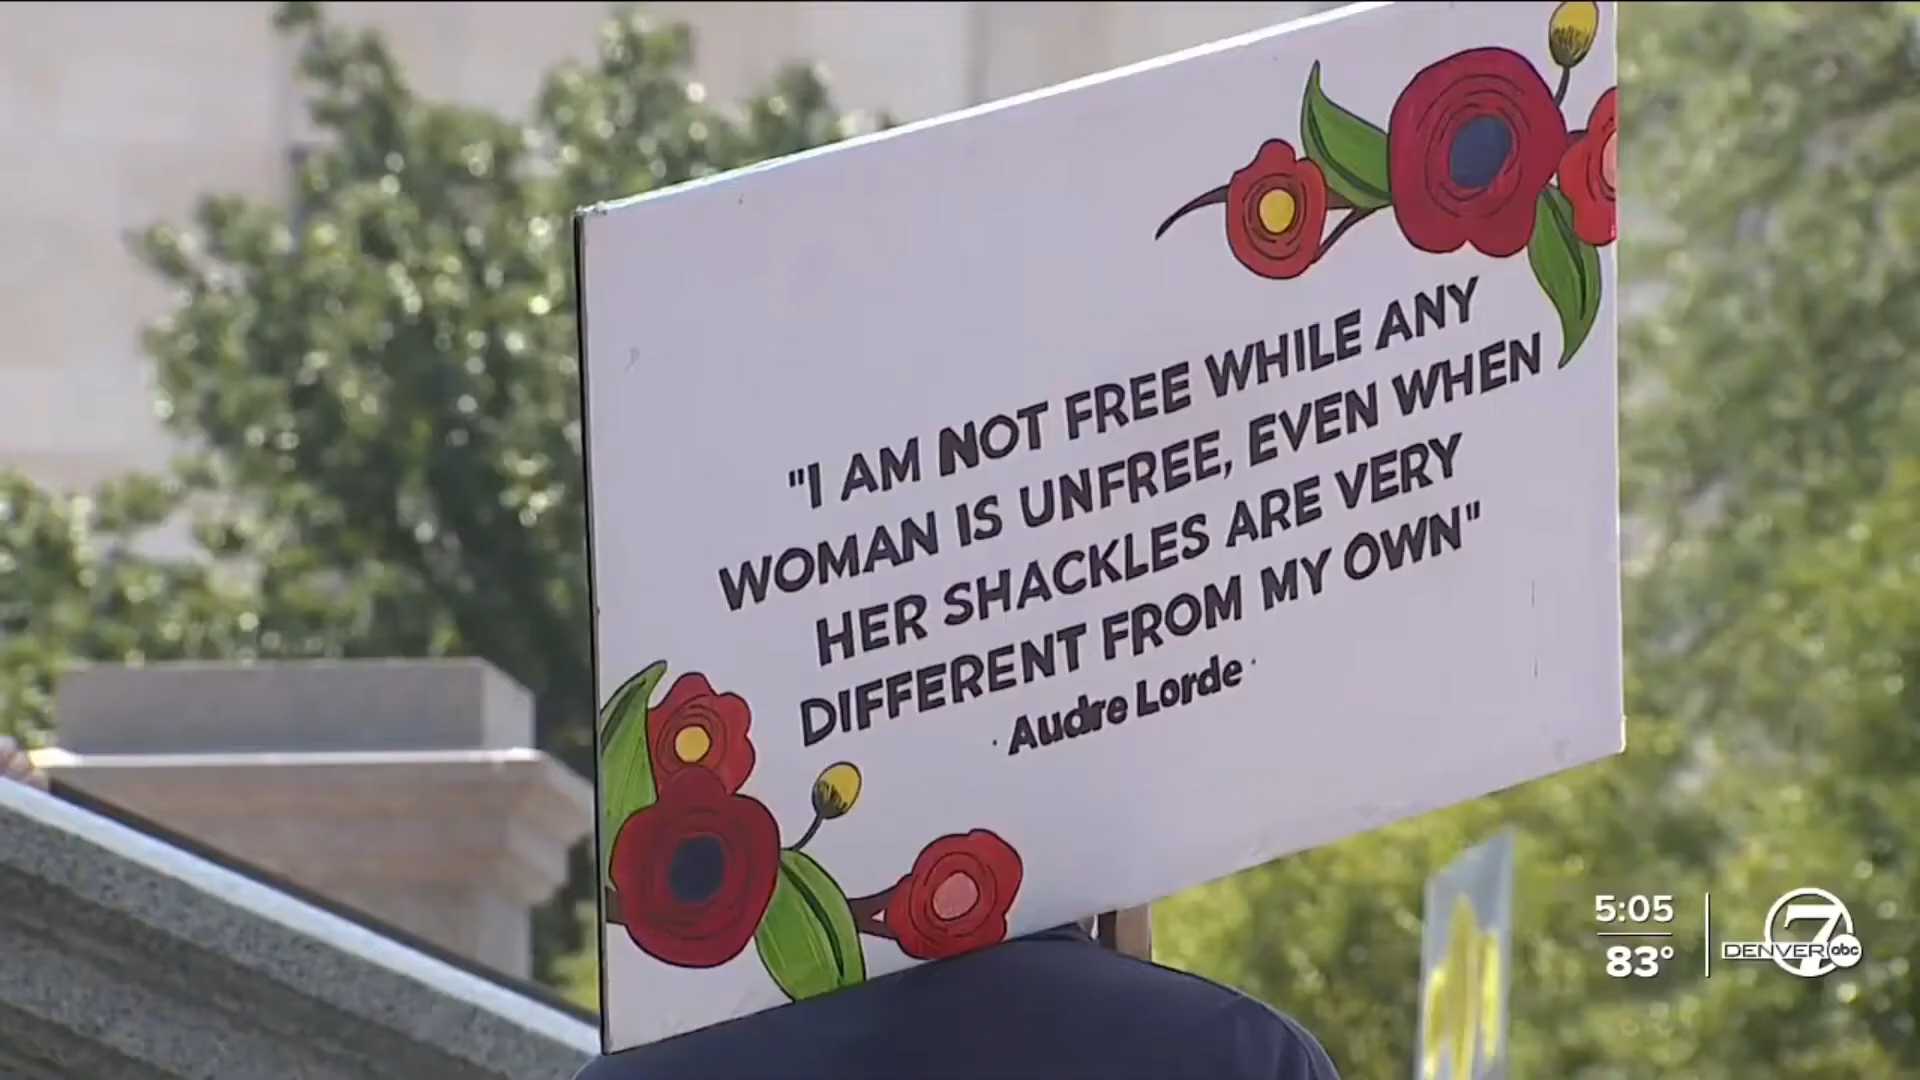 "I AM NOT FREE WHILE ANY
WOMAN IS UNFREE, EVEN WHEN
HER SHACKLES ARE VERY
DIFFERENT FROM MY OWN"
· Audre Lorde ·
5:05
83°
DENVER 7 abc